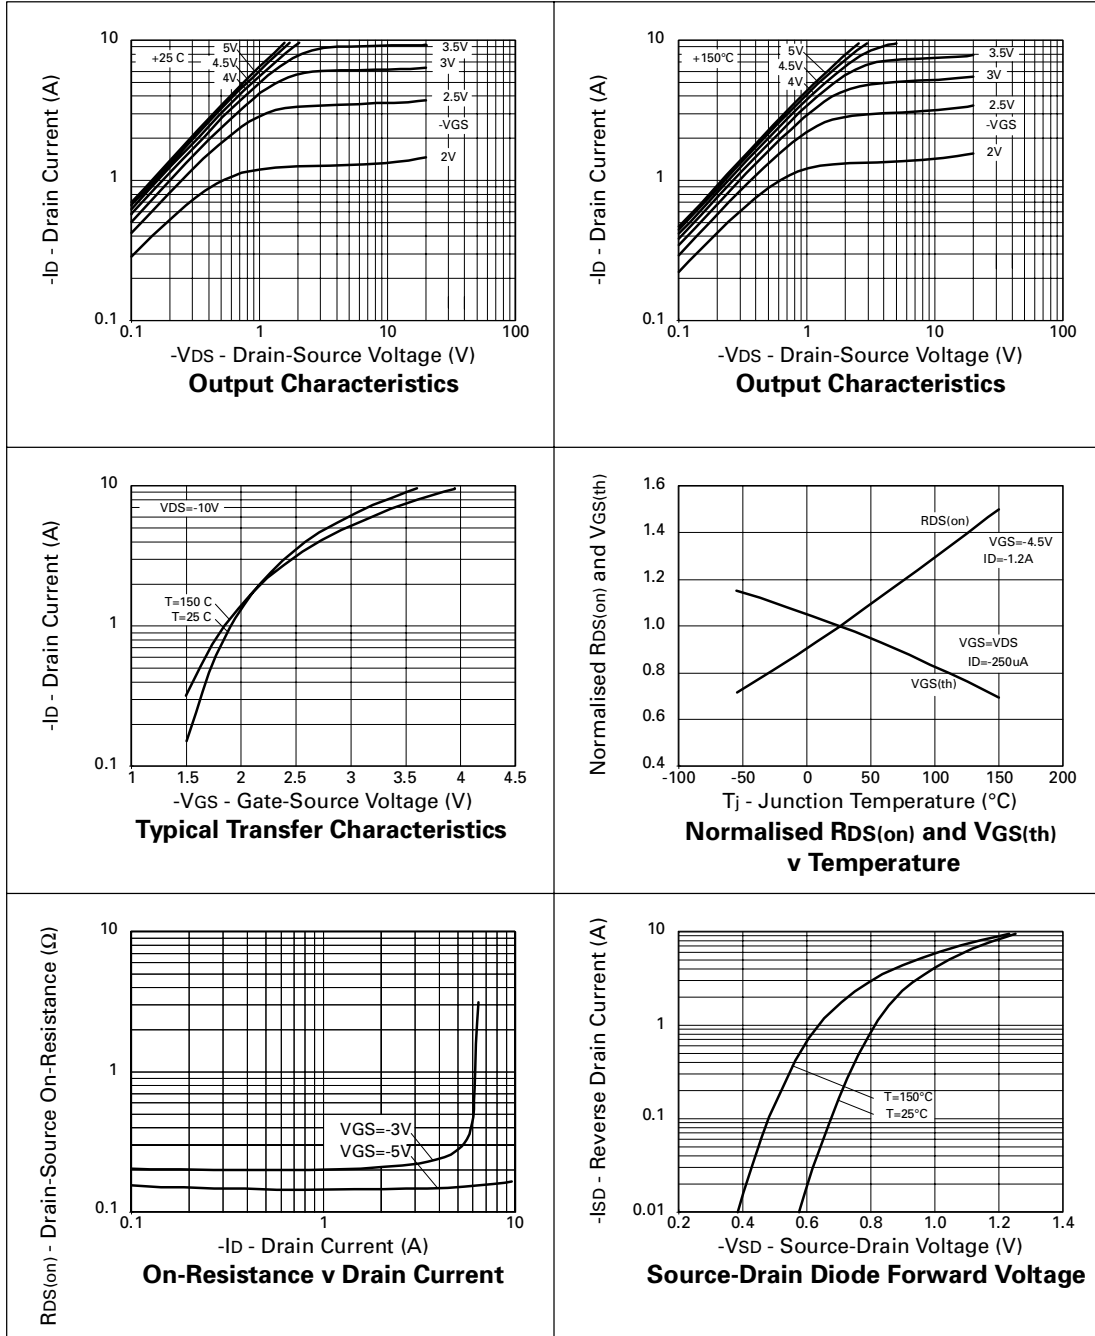 -ID - Drain Current (A)
10
1
0.1
+25 C
5V
4.5V
4V
3.5V
3V
2.5V
-VGS
2V
0.1
1
10
100
-VDS - Drain-Source Voltage (V)
Output Characteristics
-ID - Drain Current (A)
10
1
0.1
+150°C
5V
4.5V
4V
3.5V
3V
2.5V
-VGS
2V
0.1
1
10
100
-VDS - Drain-Source Voltage (V)
Output Characteristics
-ID - Drain Current (A)
10
1
0.1
VDS=-10V
T=150 C
T=25 C
1
1.5
2
2.5
3
3.5
4
4.5
-VGS - Gate-Source Voltage (V)
Typical Transfer Characteristics
Normalised RDS(on) and VGS(th)
1.6
1.4
1.2
1.0
0.8
0.6
0.4
RDS(on)
VGS=-4.5V
ID=-1.2A
VGS=VDS
ID=-250uA
VGS(th)
-100
-50
0
50
100
150
200
Tj - Junction Temperature (°C)
Normalised RDS(on) and VGS(th)
v Temperature
RDS(on) - Drain-Source On-Resistance (Ω)
10
1
0.1
VGS=-3V
VGS=-5V
0.1
1
10
-ID - Drain Current (A)
On-Resistance v Drain Current
-ISD - Reverse Drain Current (A)
10
1
0.1
0.01
T=150°C
T=25°C
0.2
0.4
0.6
0.8
1.0
1.2
1.4
-VSD - Source-Drain Voltage (V)
Source-Drain Diode Forward Voltage